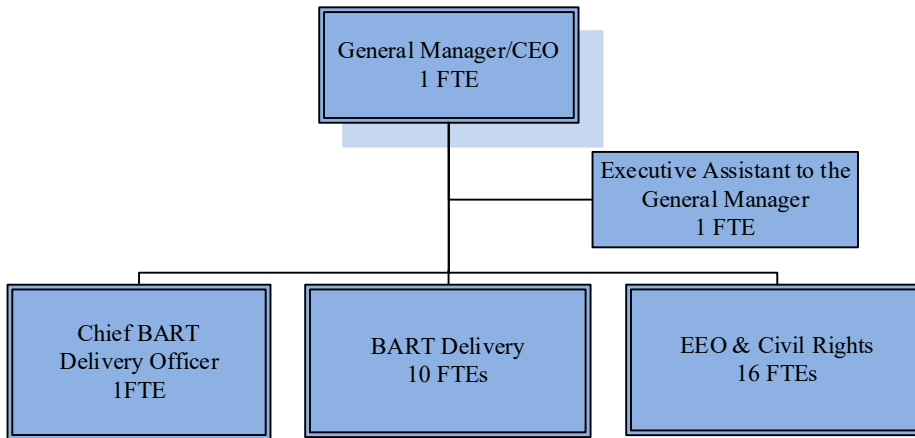 General Manager/CEO
1 FTE
Executive Assistant to the
General Manager
1 FTE
Chief BART
Delivery Officer
1FTE
BART Delivery
10 FTEs
EEO & Civil Rights
16 FTEs